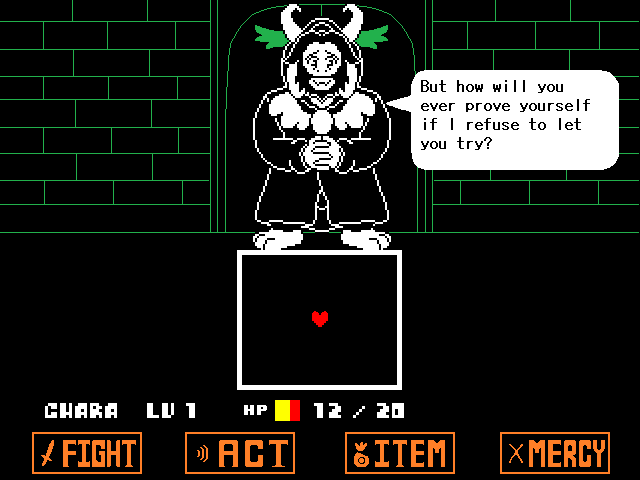 But how will you
ever prove yourself
if I refuse to let
you try?
CHARA LV 1 HP 12 / 20
FIGHT ACT ITEM MERCY